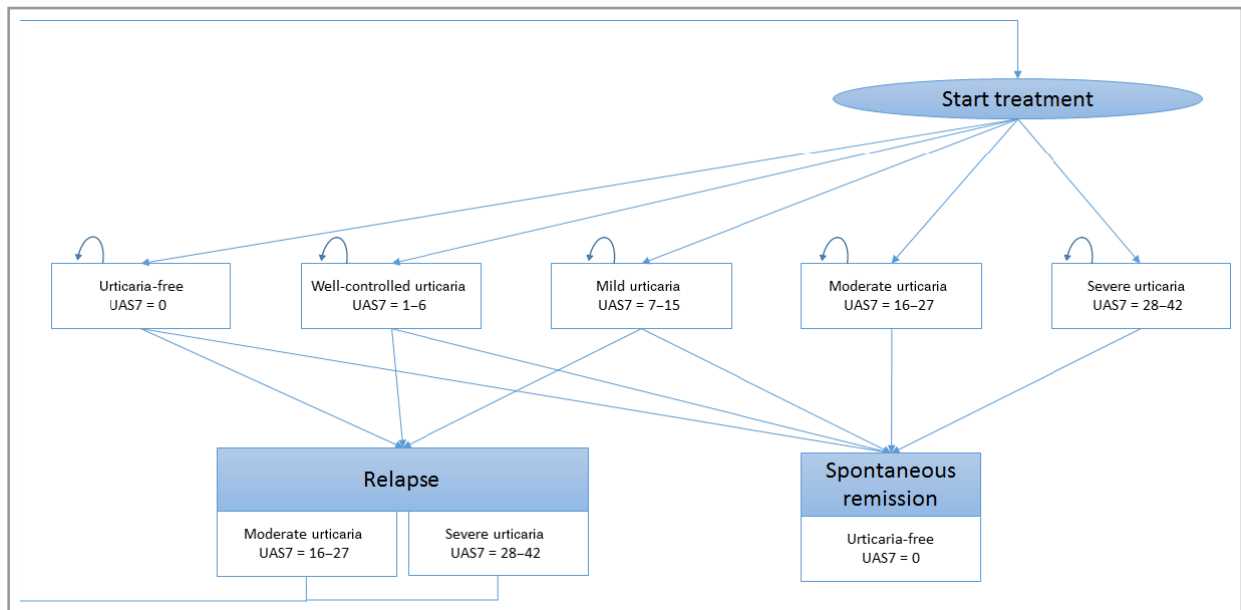 Start treatment
Urticaria-free
UAS7 = 0
Well-controlled urticaria
UAS7 = 1–6
Mild urticaria
UAS7 = 7–15
Moderate urticaria
UAS7 = 16–27
Severe urticaria
UAS7 = 28–42
Relapse
Moderate urticaria
UAS7 = 16–27
Severe urticaria
UAS7 = 28–42
Spontaneous
remission
Urticaria-free
UAS7 = 0